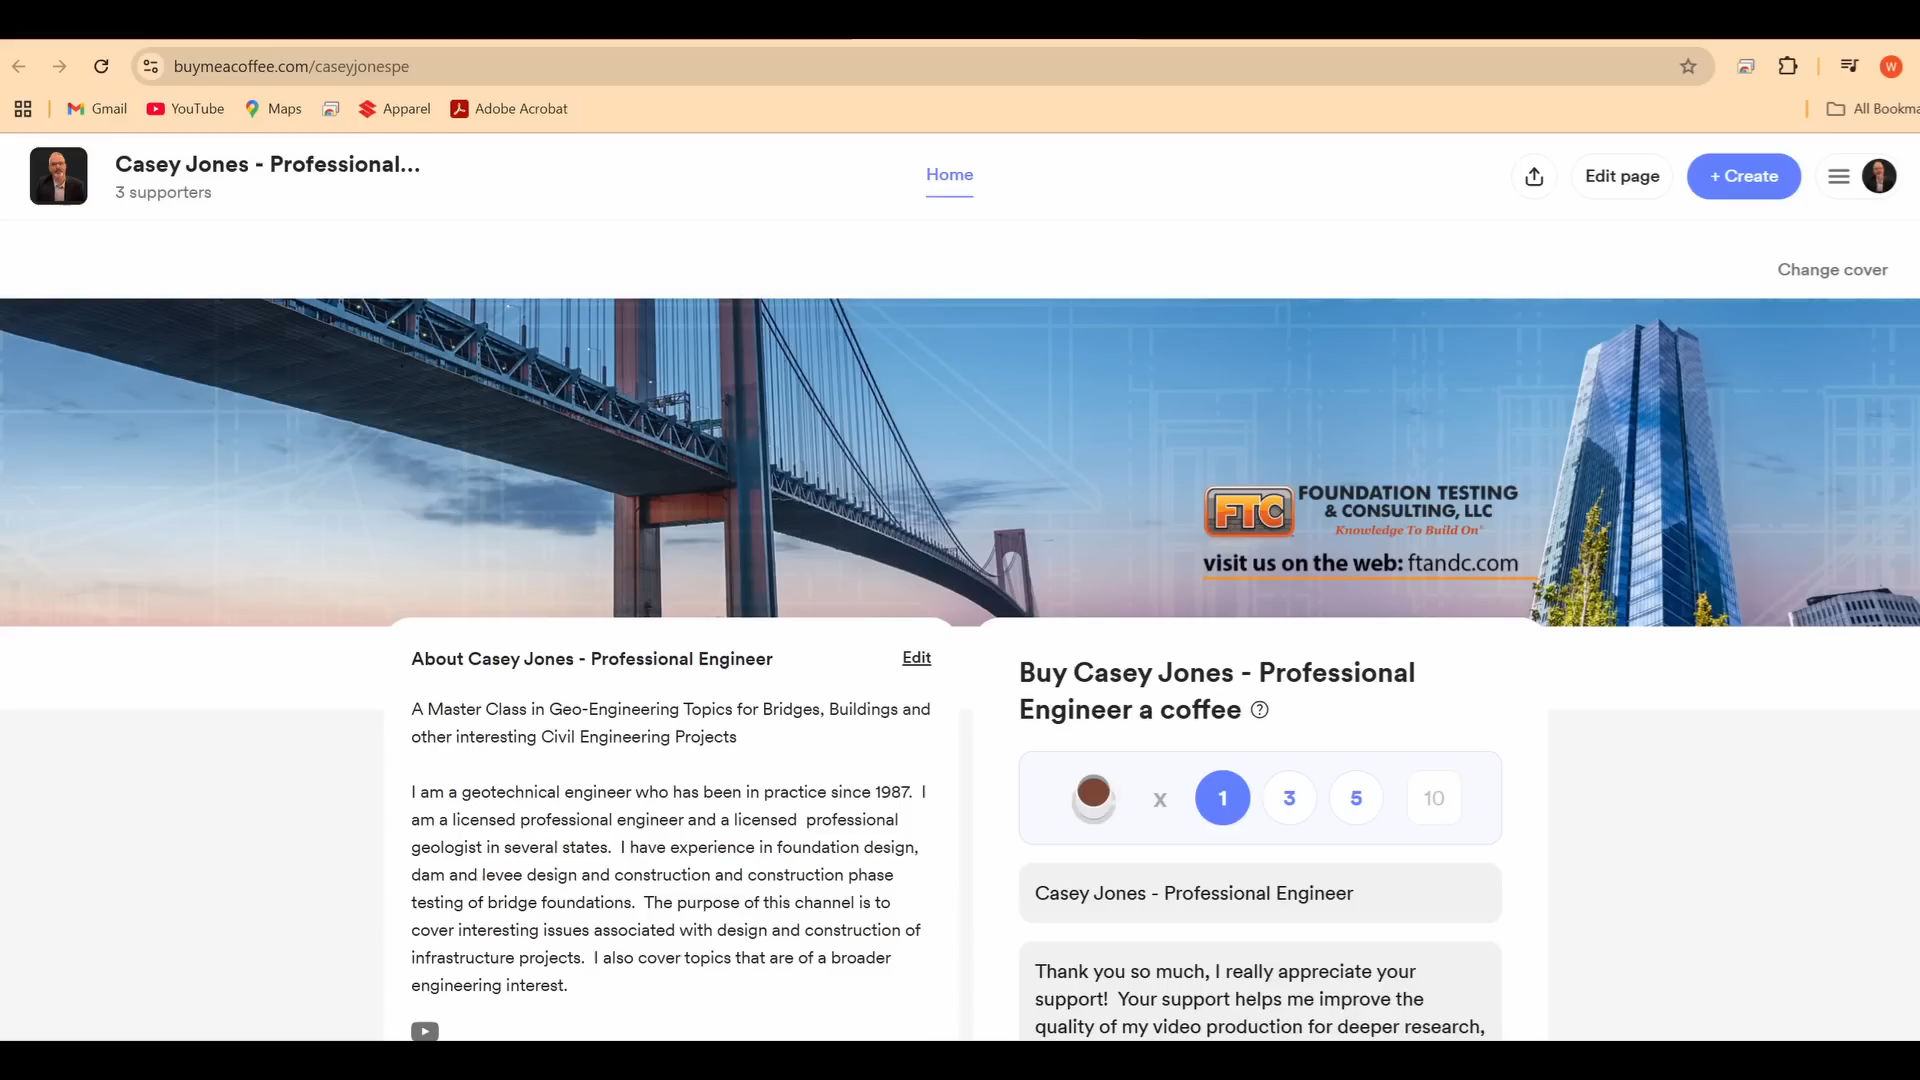 buymeacoffee.com/caseyjonespe
W
Gmail
YouTube
Maps
Apparel
Adobe Acrobat
All Bookma
Casey Jones - Professional...
3 supporters
Home
Edit page
+ Create
Change cover
FTC
FOUNDATION TESTING
& CONSULTING, LLC
Knowledge To Build On®
visit us on the web: ftandc.com
About Casey Jones - Professional Engineer
Edit
A Master Class in Geo-Engineering Topics for Bridges, Buildings and
other interesting Civil Engineering Projects
I am a geotechnical engineer who has been in practice since 1987. I
am a licensed professional engineer and a licensed professional
geologist in several states. I have experience in foundation design,
dam and levee design and construction and construction phase
testing of bridge foundations. The purpose of this channel is to
cover interesting issues associated with design and construction of
infrastructure projects. I also cover topics that are of a broader
engineering interest.
Buy Casey Jones - Professional
Engineer a coffee
x 1 3 5 10
Casey Jones - Professional Engineer
Thank you so much, I really appreciate your
support! Your support helps me improve the
quality of my video production for deeper research,